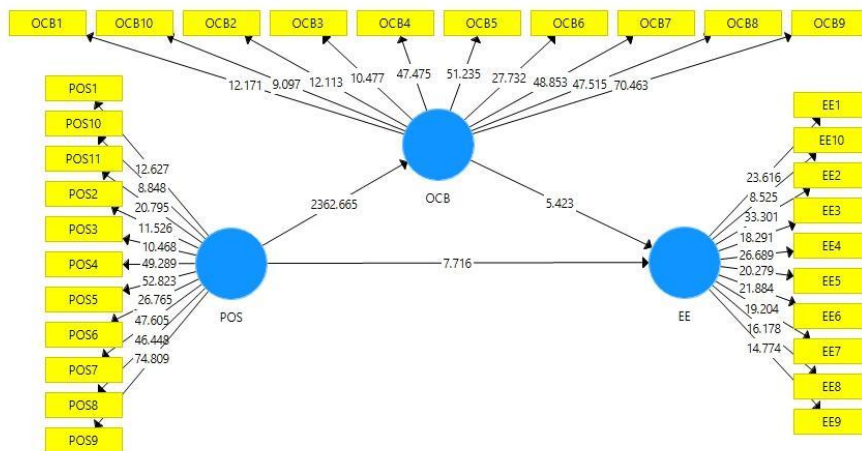 OCB1 OCB10 OCB2 OCB3 OCB4 OCB5 OCB6 OCB7 OCB8 OCB9
12.171 9.097 12.113 10.477 47.475 51.235 27.732 48.853 47.515 70.463
POS1
POS10
POS11
POS2
POS3
POS4
POS5
POS6
POS7
POS8
POS9
12.627
8.848
20.795
11.526
10.468
49.289
52.823
26.765
47.605
46.448
74.809
POS
2362.665
OCB
5.423
7.716
EE
23.616
8.525
33.301
18.291
26.689
20.279
21.884
19.204
16.178
14.774
EE1
EE10
EE2
EE3
EE4
EE5
EE6
EE7
EE8
EE9